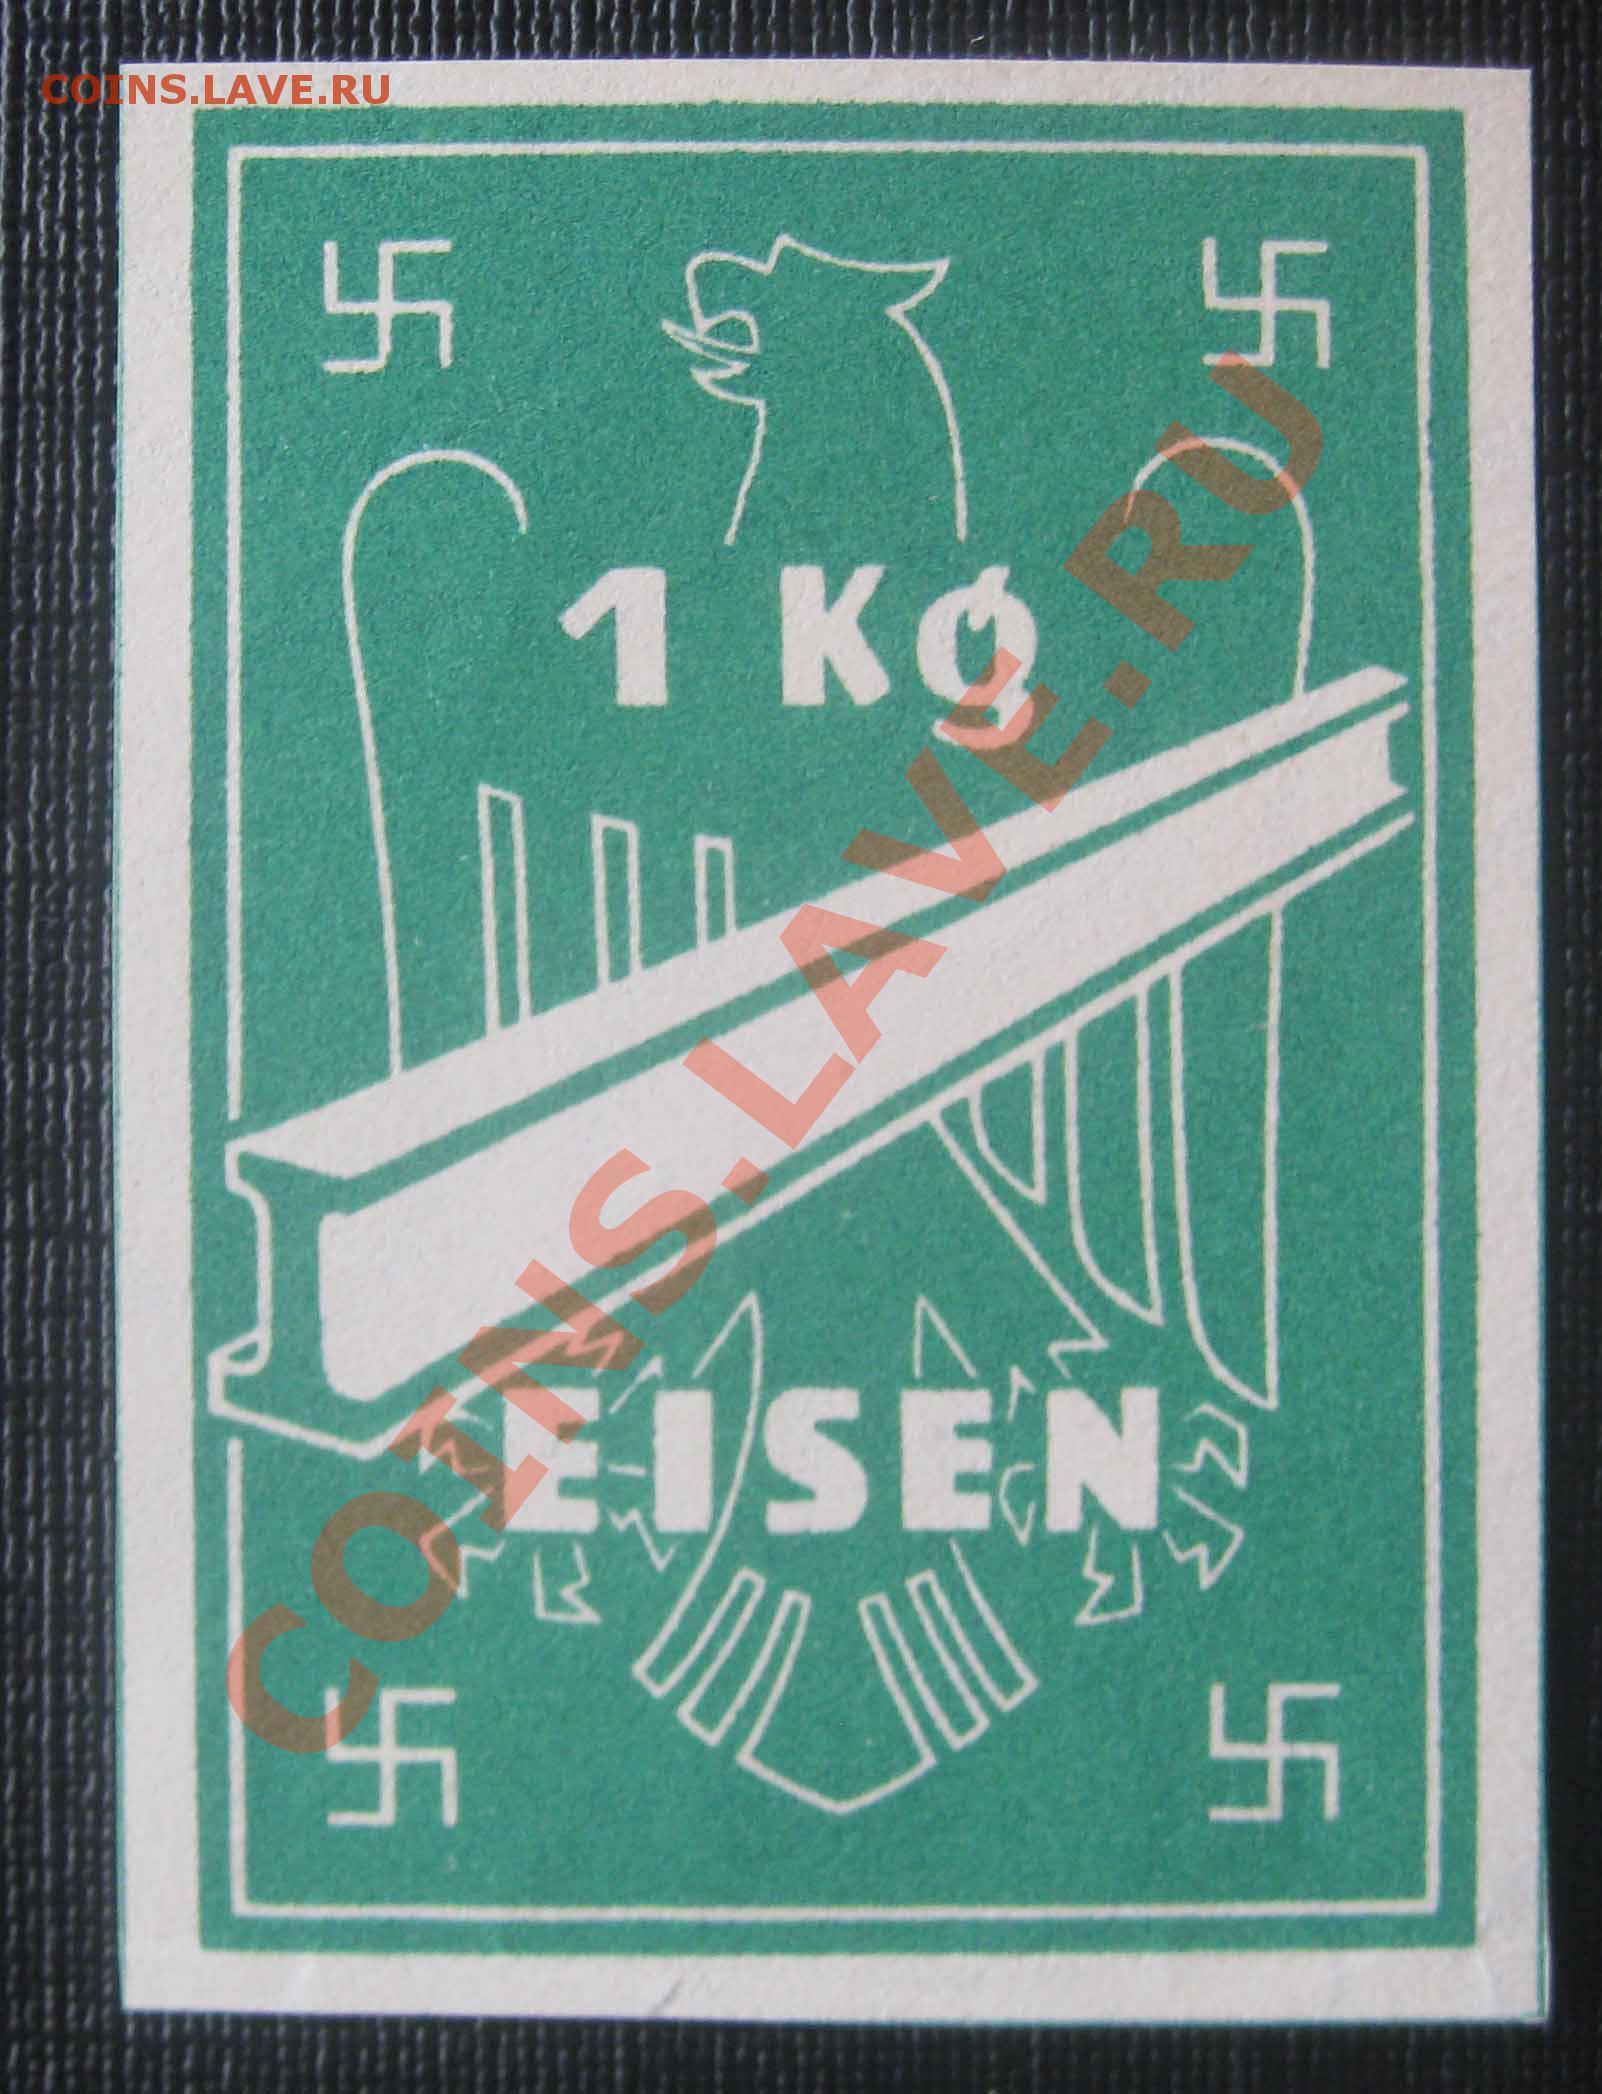 COINS.LAVE.RU
1 Kg
EISEN
COINS.LAVE.RU